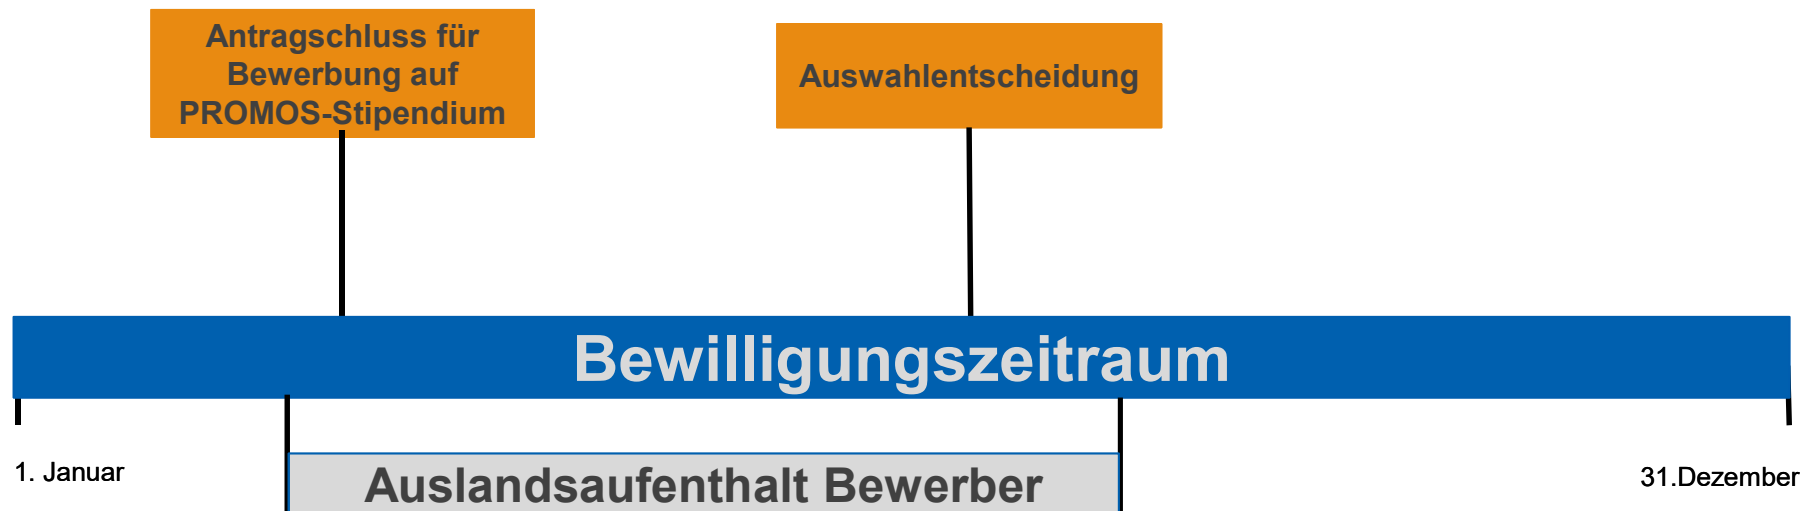 Antragschluss für
Bewerbung auf
PROMOS-Stipendium
Auswahlentscheidung
Bewilligungszeitraum
1. Januar
Auslandsaufenthalt Bewerber
31.Dezember